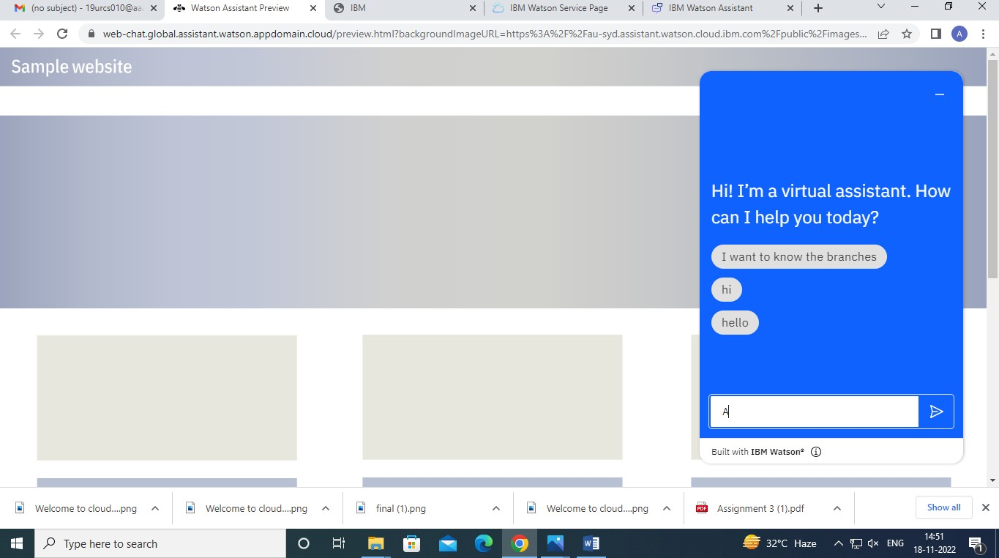 (no subject) - 19urcs010@aa
Watson Assistant Preview
IBM
IBM Watson Service Page
IBM Watson Assistant
web-chat.global.assistant.watson.appdomain.cloud/preview.html?backgroundImageURL=https%3A%2F%2Fau-syd.assistant.watson.cloud.ibm.com%2Fpublic%2Fimages...
A
Sample website
Hi! I'm a virtual assistant. How
can I help you today?
I want to know the branches
hi
hello
A
Built with IBM Watson®
Welcome to cloud....png
Welcome to cloud....png
final (1).png
Welcome to cloud....png
PDF
Assignment 3 (1).pdf
Show all
Type here to search
32°C Haze
ENG
14:51
18-11-2022
1